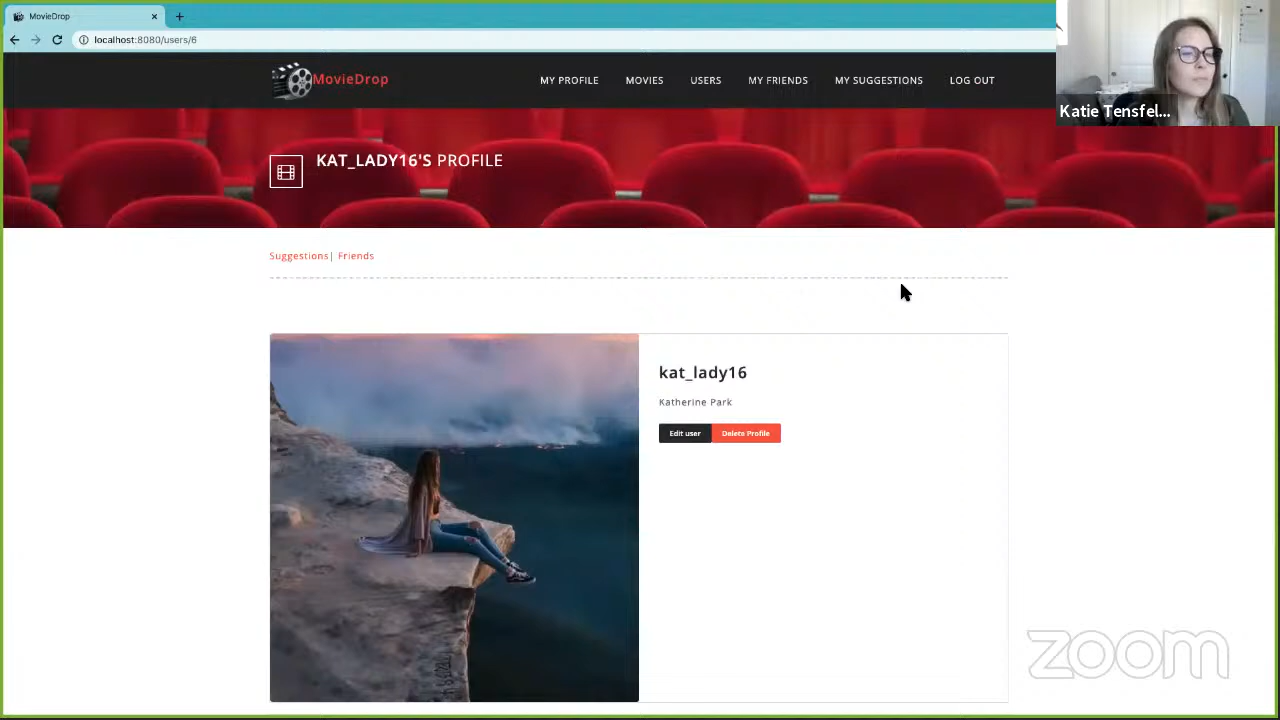 MovieDrop
localhost:8080/users/6
MovieDrop
MY PROFILE
MOVIES
USERS
MY FRIENDS
MY SUGGESTIONS
LOG OUT
Katie Tensfel...
KAT_LADY16'S PROFILE
Suggestions| Friends
kat_lady16
Katherine Park
Edit user
Delete Profile
zoom